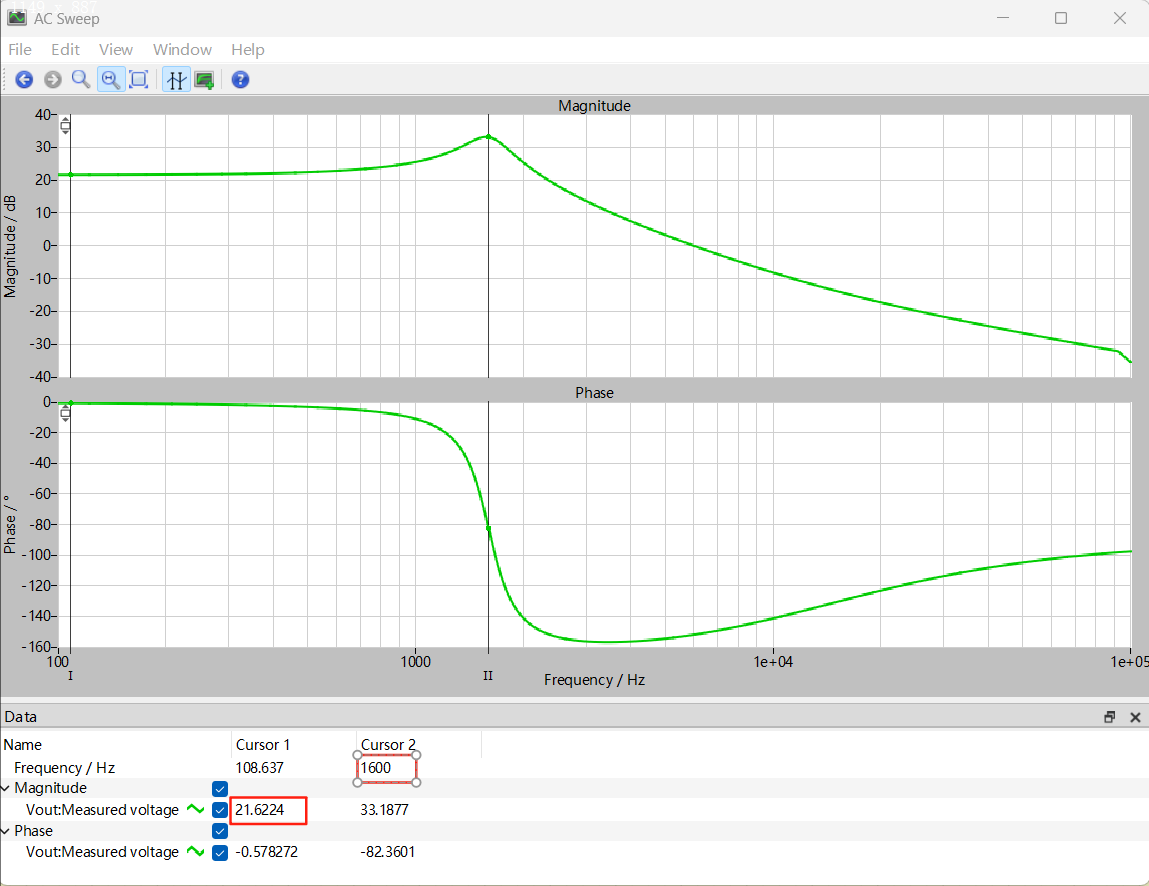 1149 × 887
AC Sweep
File Edit View Window Help
Magnitude
40
30
20
10
0
-10
-20
-30
-40
Magnitude / dB
Phase
0
-20
-40
-60
-80
-100
-120
-140
-160
Phase / °
100 1000 1e+04 1e+05
I II
Frequency / Hz
Data
Name Cursor 1 Cursor 2
Frequency / Hz 108.637 1600
Magnitude
Vout:Measured voltage 21.6224 33.1877
Phase
Vout:Measured voltage -0.578272 -82.3601